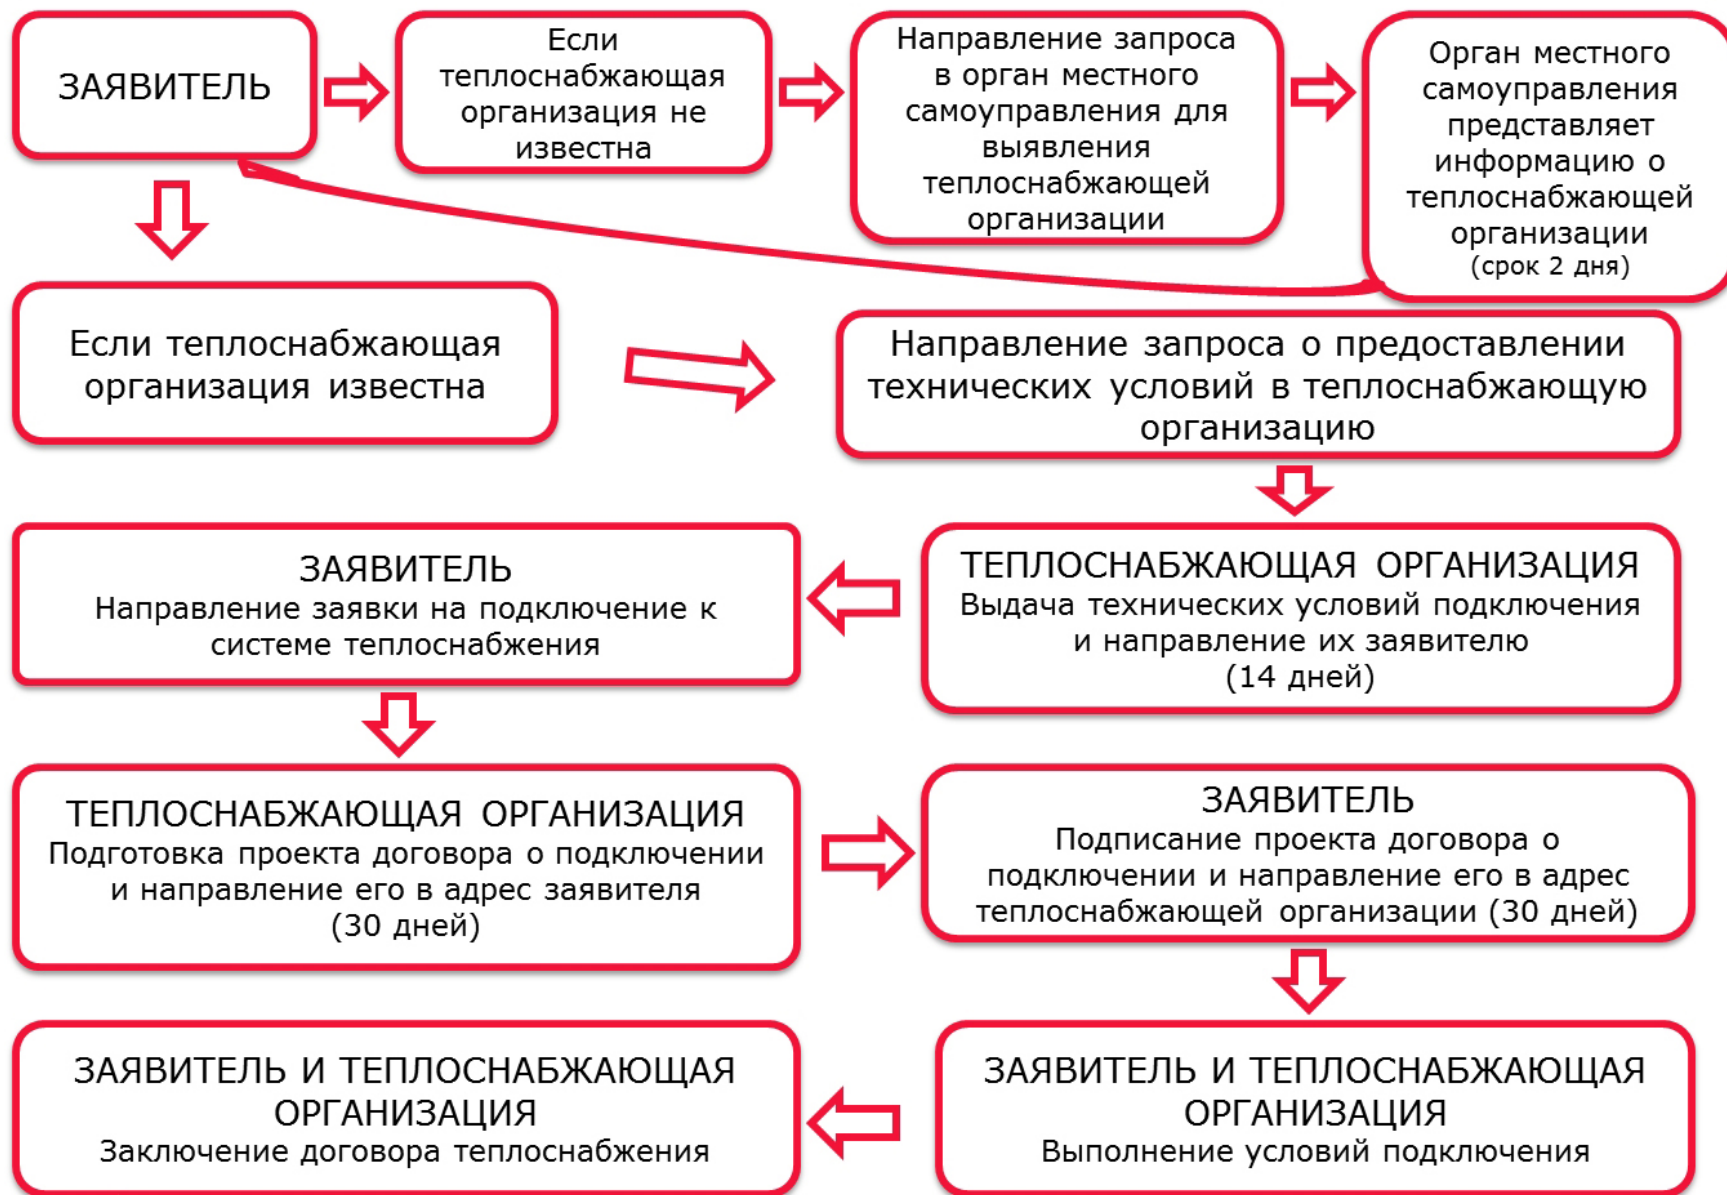 ЗАЯВИТЕЛЬ
Если
теплоснабжающая
организация не
известна
Направление запроса
в орган местного
самоуправления для
выявления
теплоснабжающей
организации
Орган местного
самоуправления
представляет
информацию о
теплоснабжающей
организации
(срок 2 дня)
Если теплоснабжающая
организация известна
Направление запроса о предоставлении
технических условий в теплоснабжающую
организацию
ЗАЯВИТЕЛЬ
Направление заявки на подключение к
системе теплоснабжения
ТЕПЛОСНАБЖАЮЩАЯ ОРГАНИЗАЦИЯ
Выдача технических условий подключения
и направление их заявителю
(14 дней)
ТЕПЛОСНАБЖАЮЩАЯ ОРГАНИЗАЦИЯ
Подготовка проекта договора о подключении
и направление его в адрес заявителя
(30 дней)
ЗАЯВИТЕЛЬ
Подписание проекта договора о
подключении и направление его в адрес
теплоснабжающей организации (30 дней)
ЗАЯВИТЕЛЬ И ТЕПЛОСНАБЖАЮЩАЯ
ОРГАНИЗАЦИЯ
Заключение договора теплоснабжения
ЗАЯВИТЕЛЬ И ТЕПЛОСНАБЖАЮЩАЯ
ОРГАНИЗАЦИЯ
Выполнение условий подключения